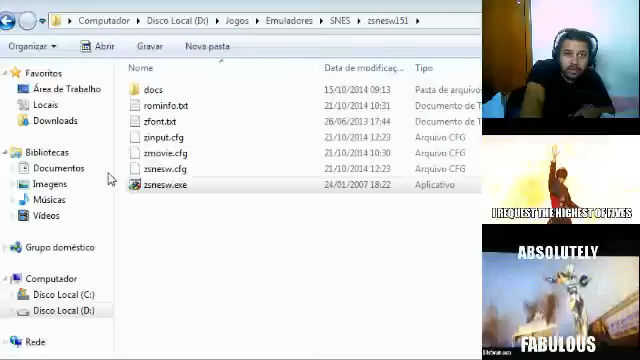 Computador ▸ Disco Local (D:) ▸ Jogos ▸ Emuladores ▸ SNES ▸ zsnesw151 ▸
Organizar Abrir Gravar Nova pasta
Nome Data de modificaç... Tipo
docs 15/10/2014 09:13 Pasta de arquivos
rominfo.txt 21/10/2014 10:31 Documento de T
zfont.txt 26/06/2013 17:44 Documento de T
zinput.cfg 21/10/2014 12:23 Arquivo CFG
zmovie.cfg 21/10/2014 10:30 Arquivo CFG
zsnesw.cfg 21/10/2014 12:23 Arquivo CFG
zsnesw.exe 24/01/2007 18:22 Aplicativo
Favoritos
Área de Trabalho
Locais
Downloads
Bibliotecas
Documentos
Imagens
Músicas
Vídeos
Grupo doméstico
Computador
Disco Local (C:)
Disco Local (D:)
Rede
I REQUEST THE HIGHEST OF FIVES
ABSOLUTELY
FABULOUS